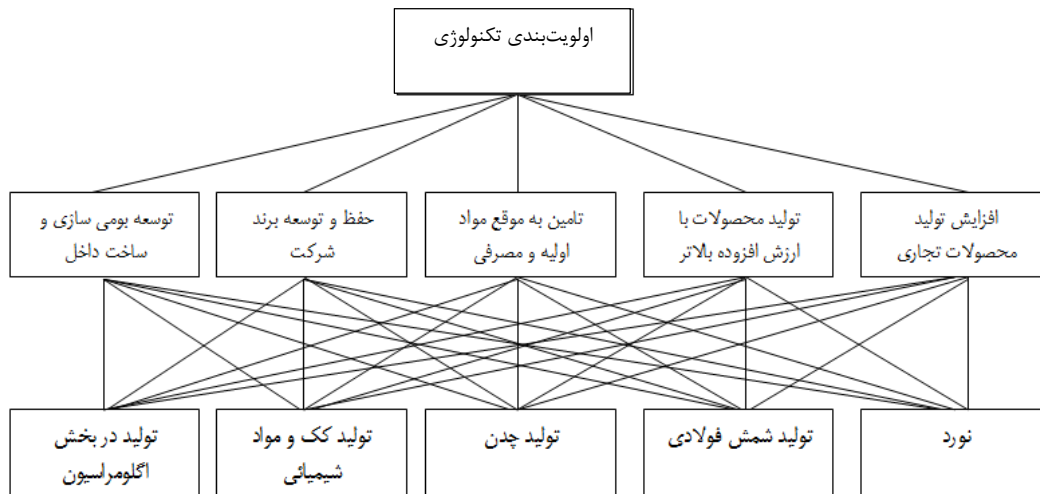 اولویت‌بندی تکنولوژی
افزایش تولید
محصولات تجاری
تولید محصولات با
ارزش افزوده بالاتر
تامین به موقع مواد
اولیه و مصرفی
حفظ و توسعه برند
شرکت
توسعه بومی سازی و
ساخت داخل
نورد
تولید شمش فولادی
تولید چدن
تولید کک و مواد
شیمیائی
تولید در بخش
اگلومراسیون